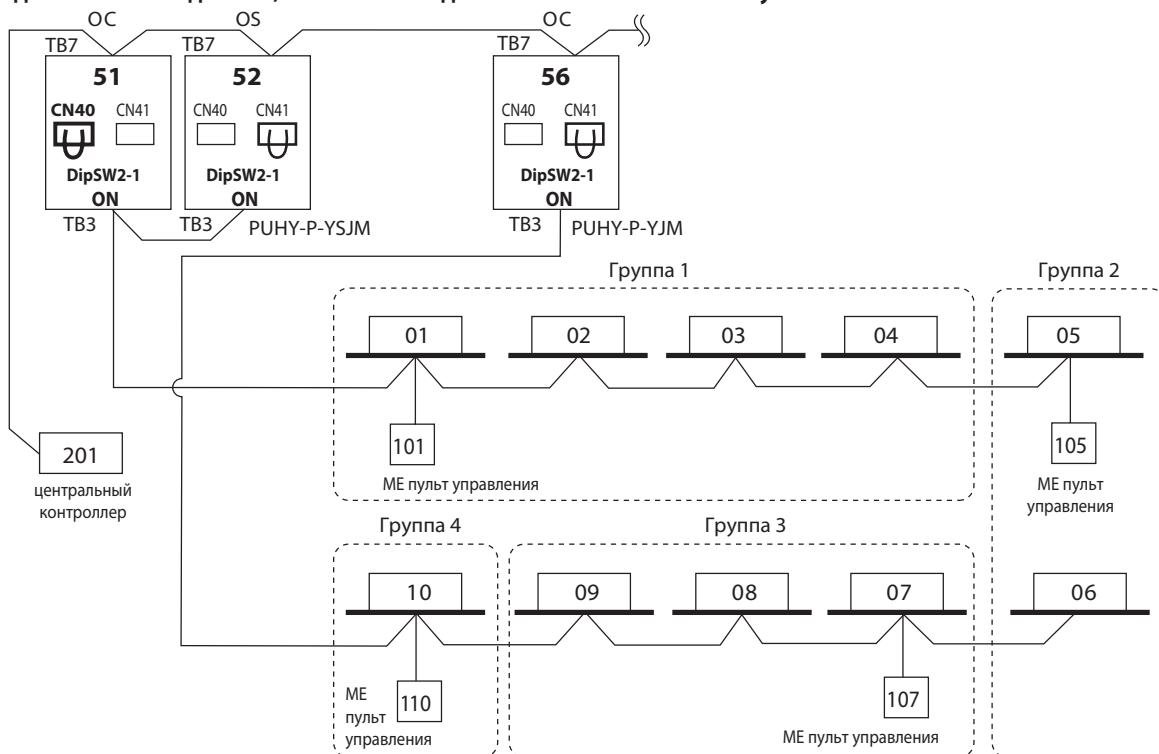 OC OS OC
TB7 TB7 TB7
51 52 56
CN40 CN41 CN40 CN41 CN40 CN41
DipSW2-1 DipSW2-1 DipSW2-1
ON ON ON
TB3 TB3 PUHY-P-YSJM TB3 PUHY-P-YJM
Группа 1 Группа 2
01 02 03 04 05
201 101 105
центральный
контроллер
ME пульт управления
ME пульт
управления
Группа 4 Группа 3
10 09 08 07 06
ME
пульт
управления
110 107
ME пульт управления